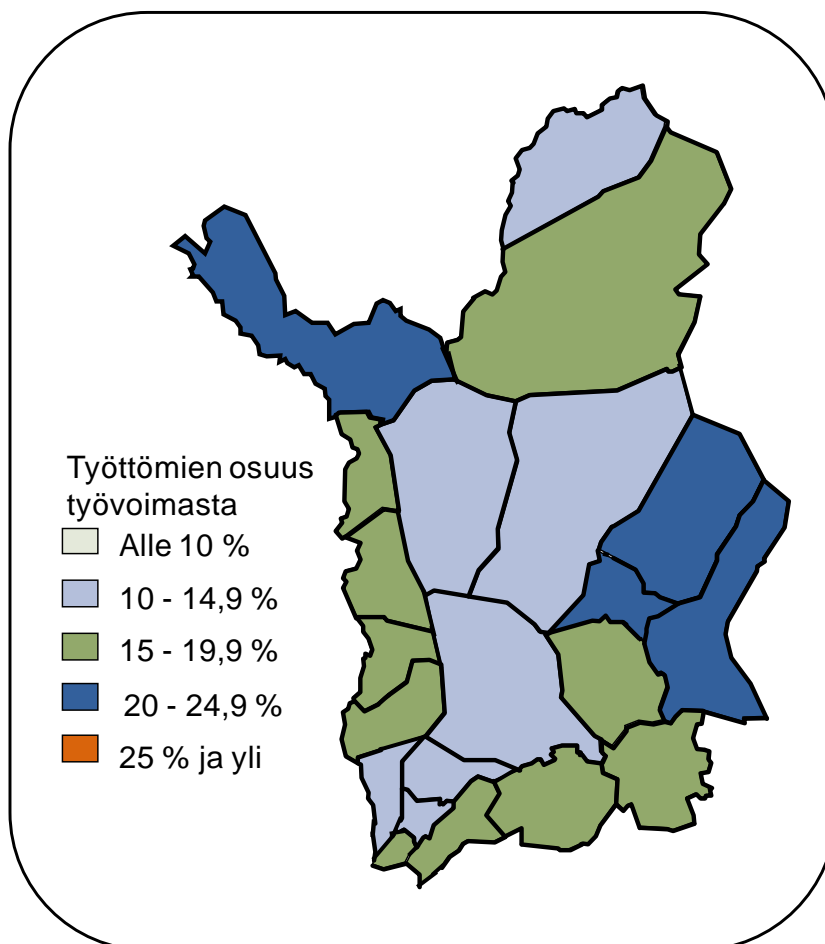 Työttömien osuus
työvoimasta
Alle 10 %
10 - 14,9 %
15 - 19,9 %
20 - 24,9 %
25 % ja yli